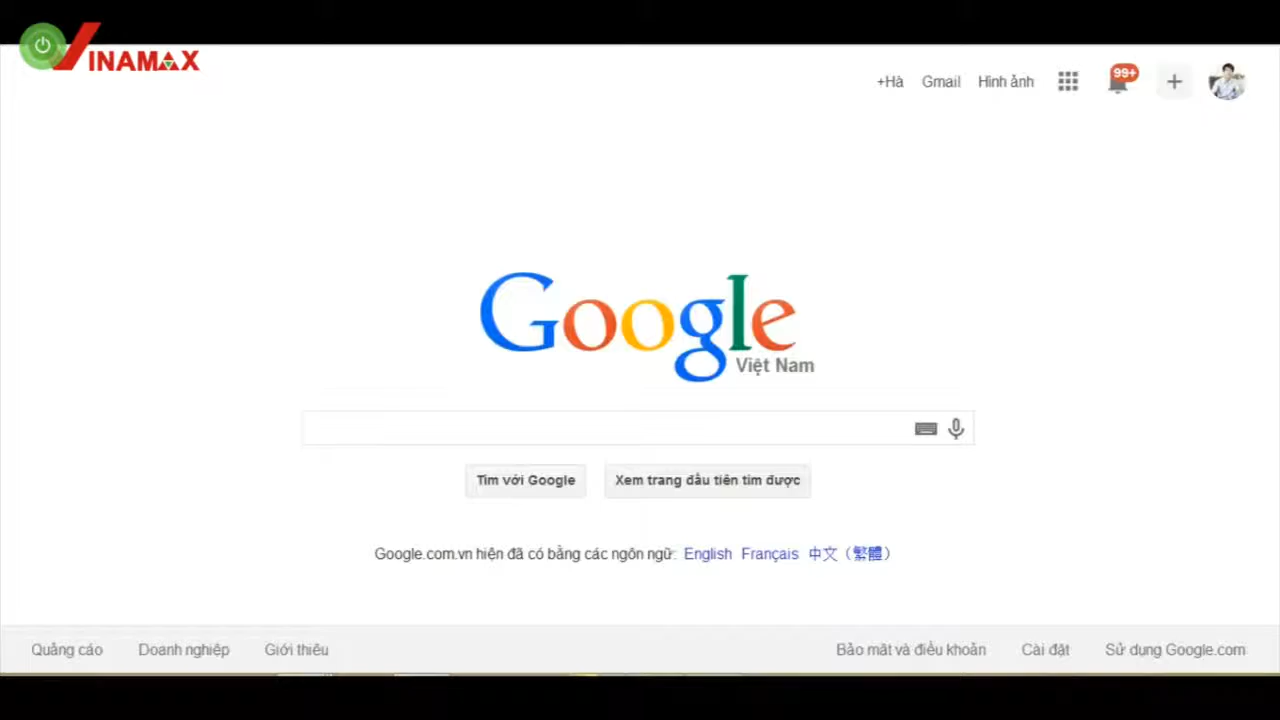 VINAMAX
+Hà Gmail Hình ảnh 99+
Google
Việt Nam
Tìm với Google Xem trang đầu tiên tìm được
Google.com.vn hiện đã có bằng các ngôn ngữ: English Français 中文（繁體）
Quảng cáo Doanh nghiệp Giới thiệu Bảo mật và điều khoản Cài đặt Sử dụng Google.com